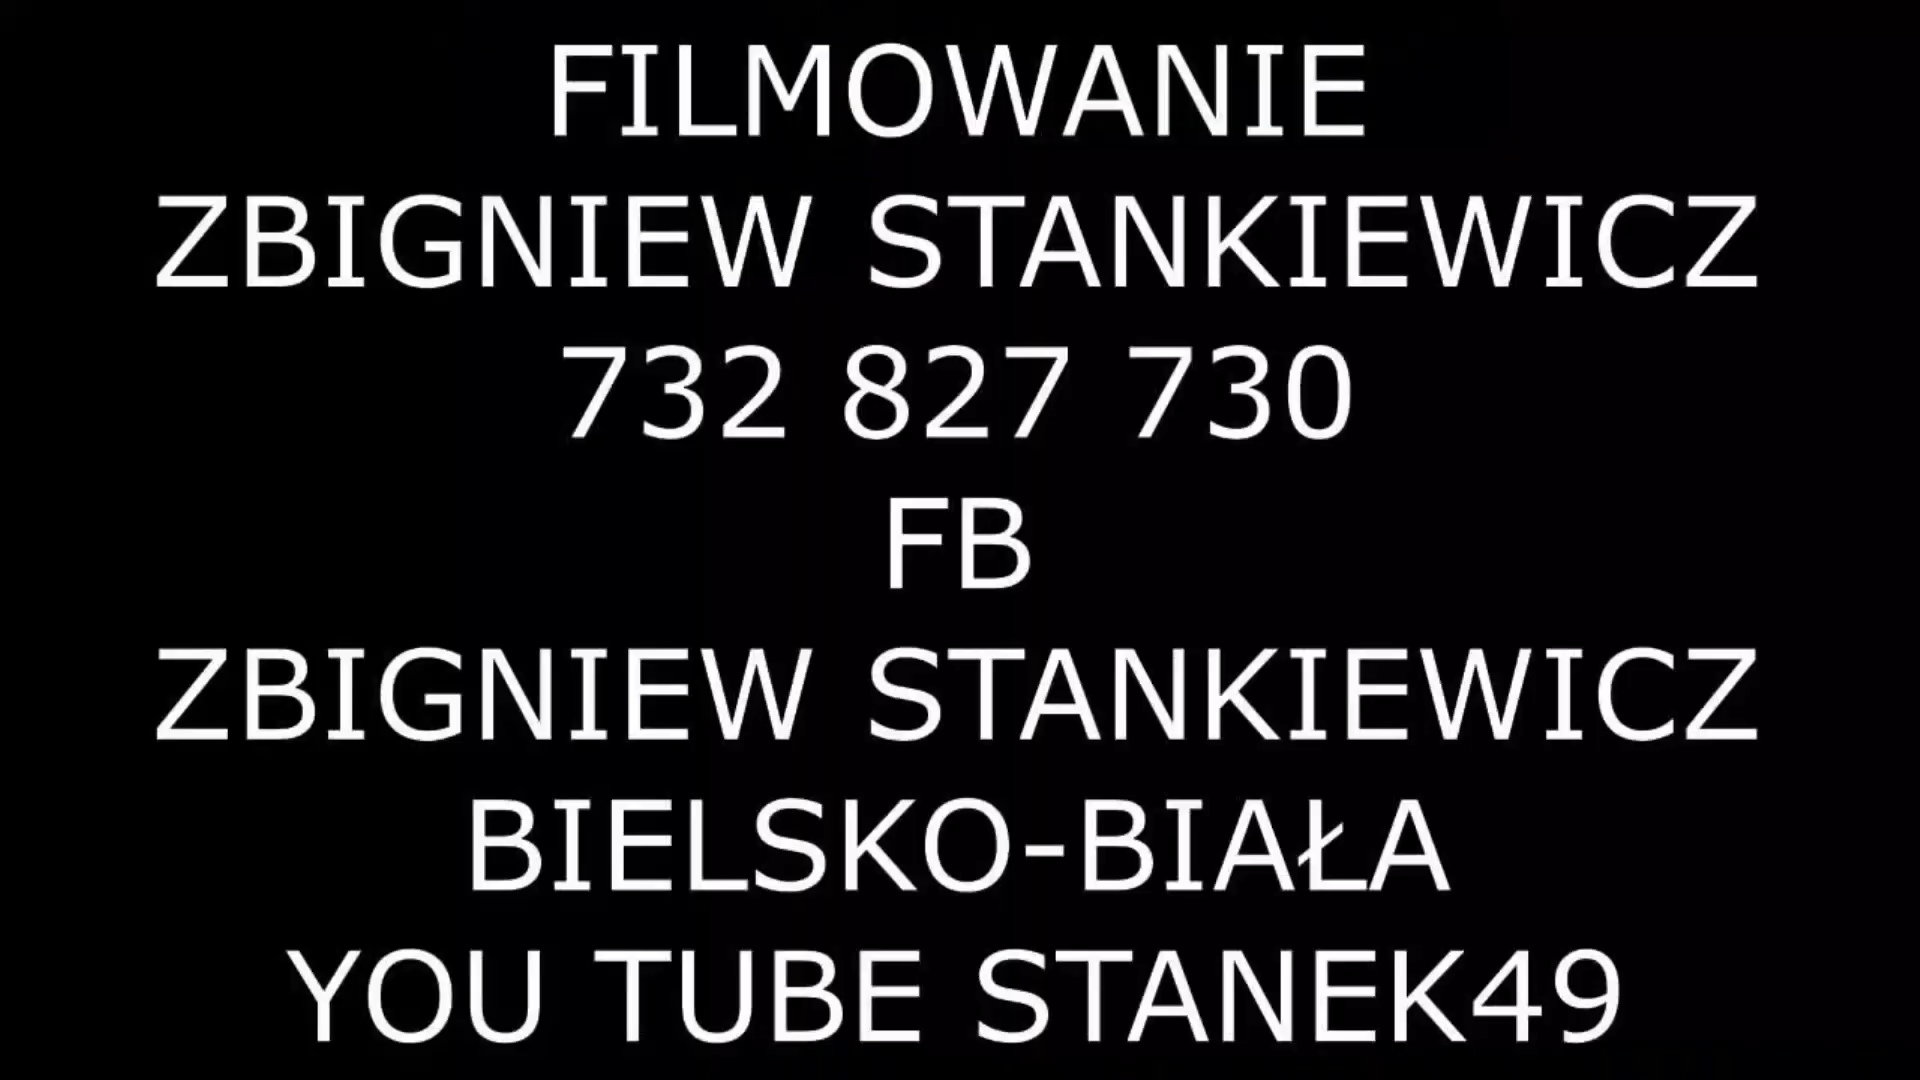 FILMOWANIE
ZBIGNIEW STANKIEWICZ
732 827 730
FB
ZBIGNIEW STANKIEWICZ
BIELSKO-BIAŁA
YOU TUBE STANEK49